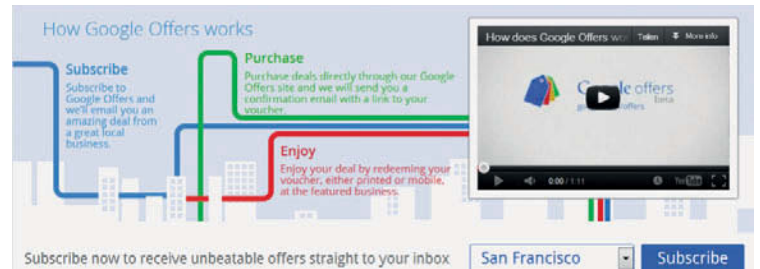 How Google Offers works
Subscribe
Subscribe to
Google Offers and
we'll email you an
amazing deal from
a great local
business.
Purchase
Purchase deals directly through our Google
Offers site and we will send you a
confirmation email with a link to your
voucher.
Enjoy
Enjoy your deal by redeeming your
voucher, either printed or mobile,
at the featured business.
How does Google Offers wo
More info
offers
beta
offers
0:00 / 1:11
YouTube
Subscribe now to receive unbeatable offers straight to your inbox
San Francisco
Subscribe